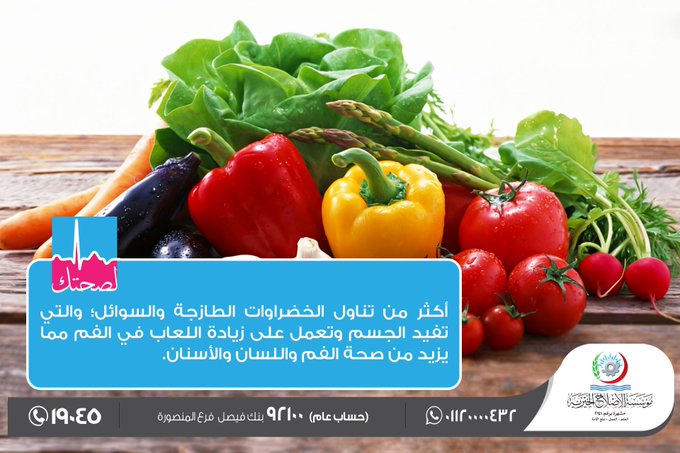 لصحتك
أكثر من تناول الخضراوات الطازجة والسوائل؛ والتي
تفيد الجسم وتعمل على زيادة اللعاب في الفم مما
يزيد من صحة الفم واللسان والأسنان.
مؤسسة الإصلاح الخيرية
١٩٠٤٥
(حساب عام) ٩٢١٠٠ بنك فيصل فرع المنصورة
٠١١٢٠٠٠٠٤٣٢